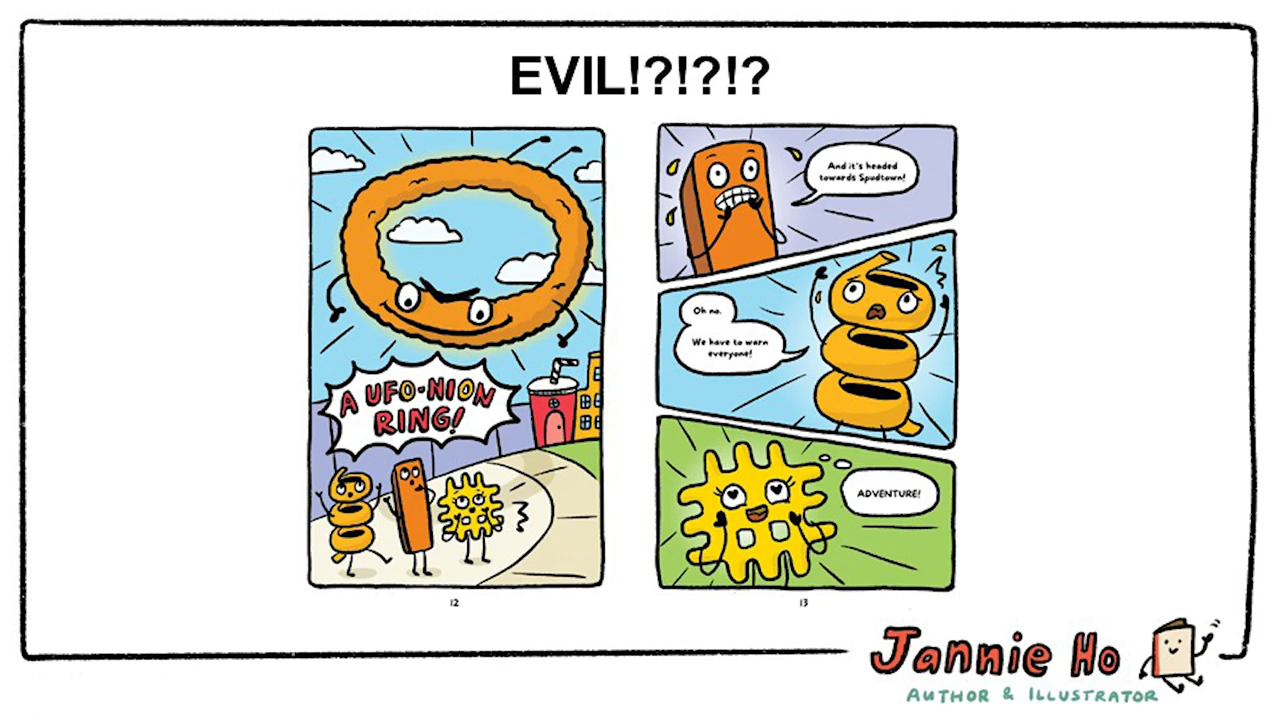 EVIL!?!?!?
A UFO-NION
RING!
12
And it's headed
towards Spudtown!
Oh no.
We have to warn
everyone!
ADVENTURE!
13
Jannie Ho
AUTHOR & ILLUSTRATOR